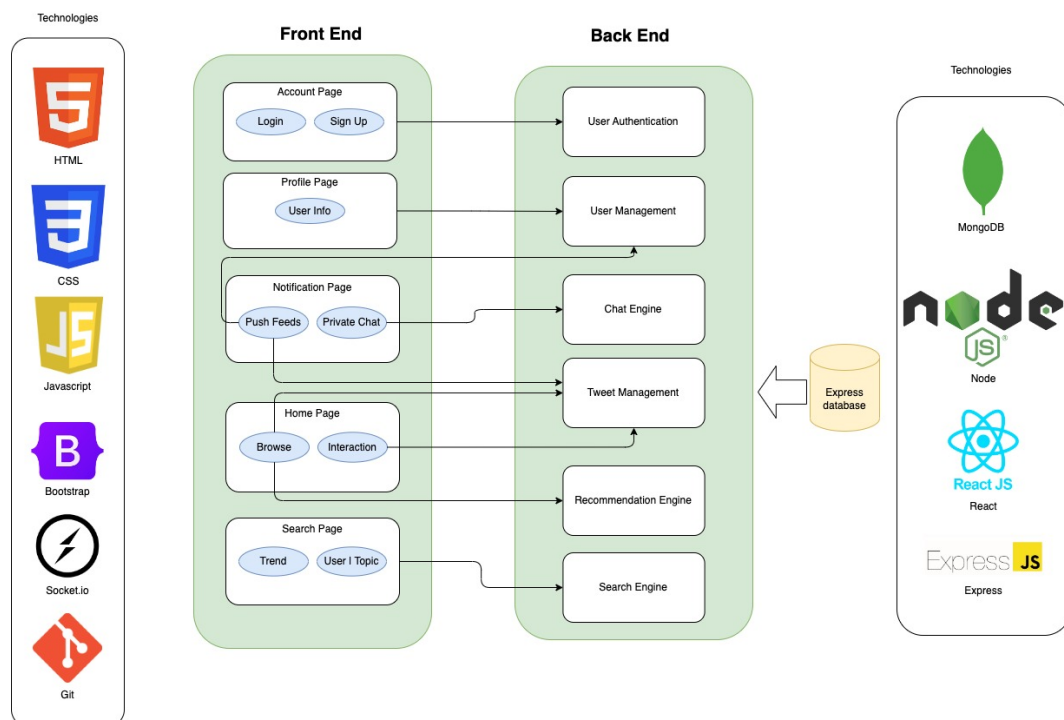 Technologies
HTML
CSS
JS
Javascript
B
Bootstrap
Socket.io
Git
Front End
Account Page
Login
Sign Up
Profile Page
User Info
Notification Page
Push Feeds
Private Chat
Home Page
Browse
Interaction
Search Page
Trend
User I Topic
Back End
User Authentication
User Management
Chat Engine
Tweet Management
Recommendation Engine
Search Engine
Express
database
Technologies
MongoDB
node
JS®
Node
React JS
React
Express JS
Express